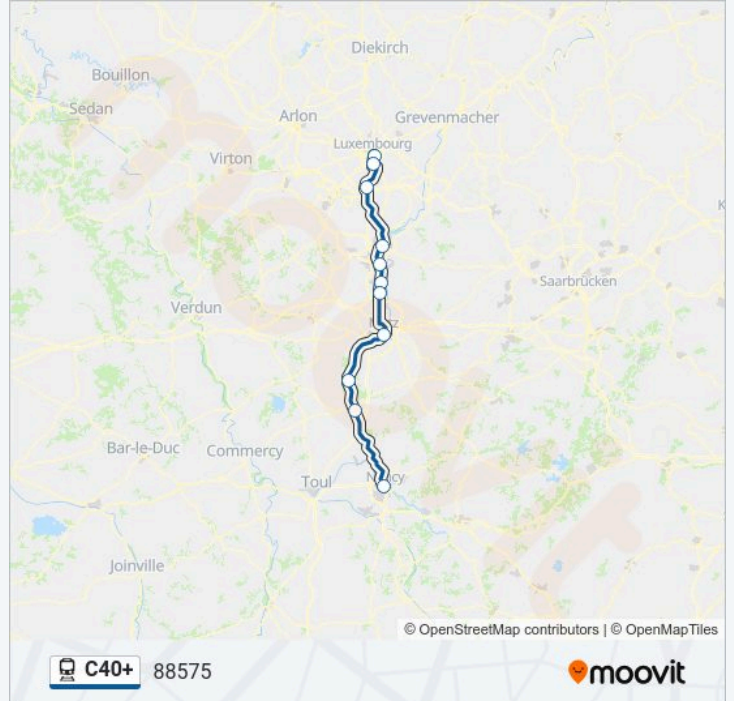 Diekirch
Bouillon
Sedan
Arlon
Grevenmacher
Luxembourg
Virton
K
Saarbrücken
Verdun
Bar-le-Duc
Commercy
Toul
Joinville
© OpenStreetMap contributors | © OpenMapTiles
C40+ 88575
moovit